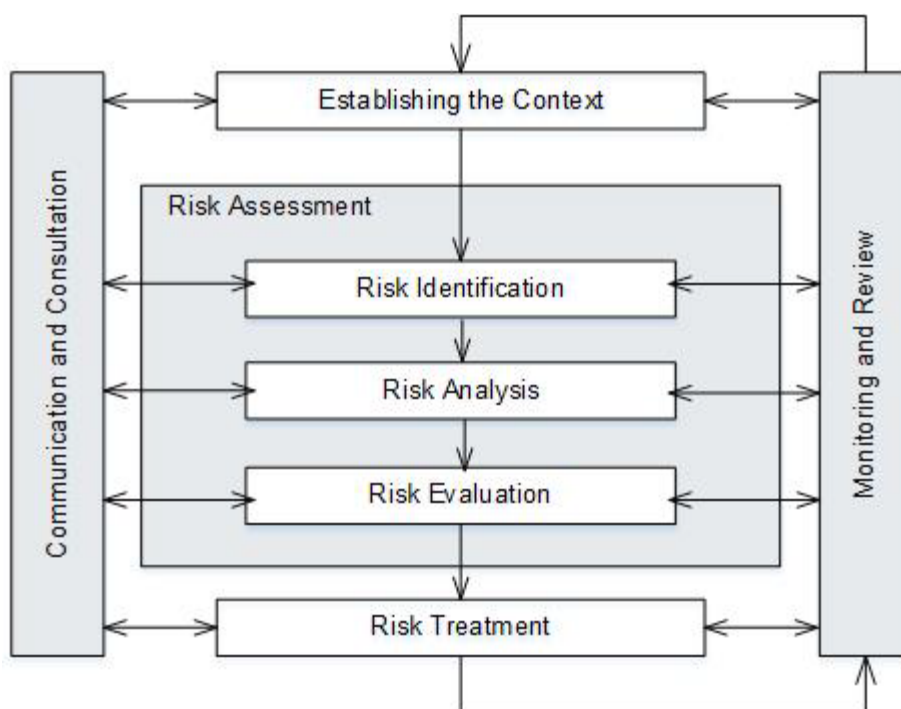 Establishing the Context
Communication and Consultation
Risk Assessment
Risk Identification
Risk Analysis
Risk Evaluation
Risk Treatment
Monitoring and Review